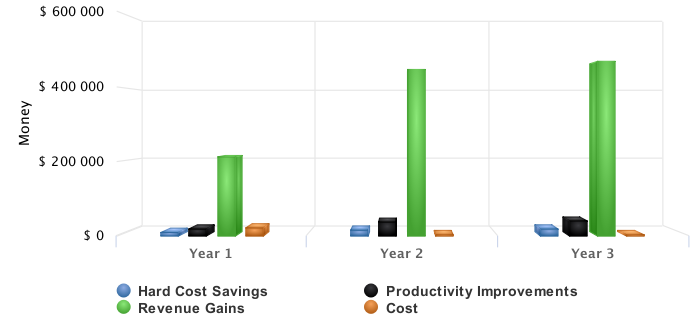 $ 600 000
$ 400 000
$ 200 000
$ 0
Money
Year 1
Year 2
Year 3
Hard Cost Savings
Productivity Improvements
Revenue Gains
Cost